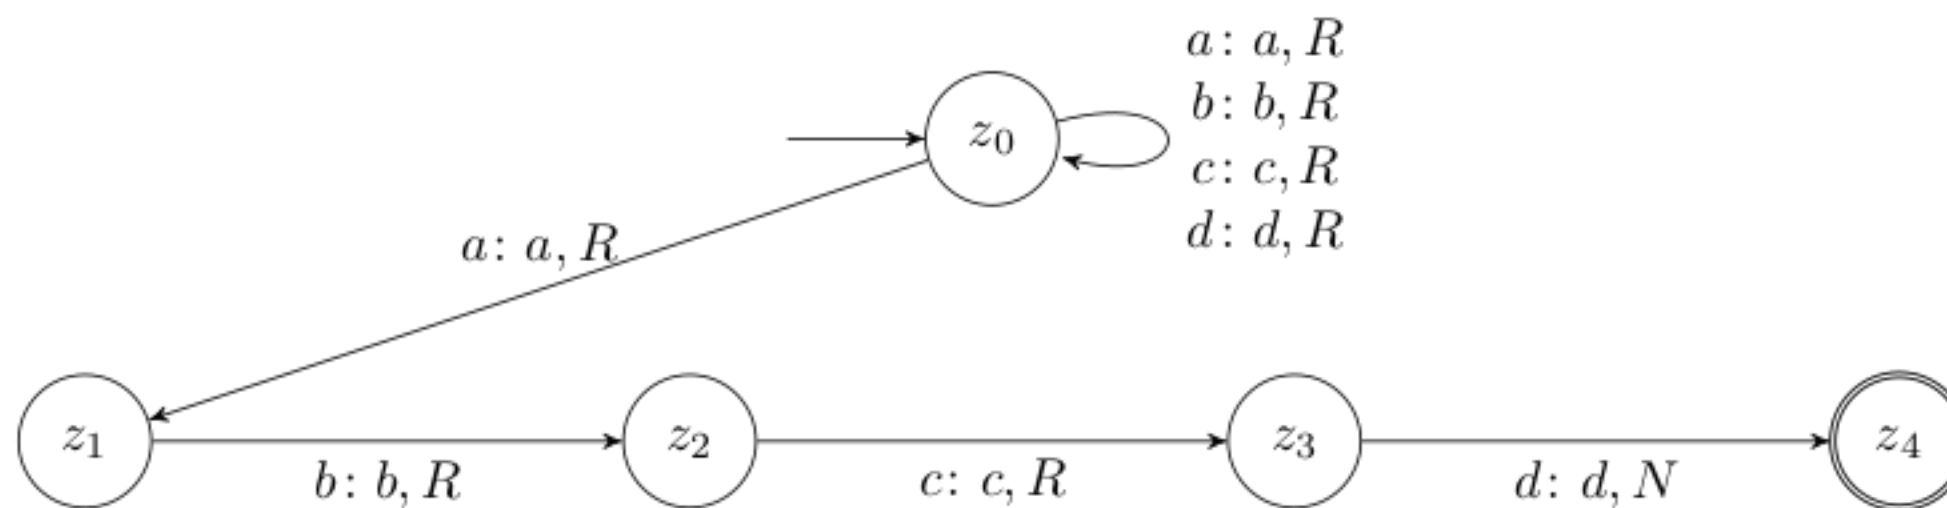 a: a, R
b: b, R
z₀
c: c, R
d: d, R
a: a, R
z₁
z₂
z₃
z₄
b: b, R
c: c, R
d: d, N